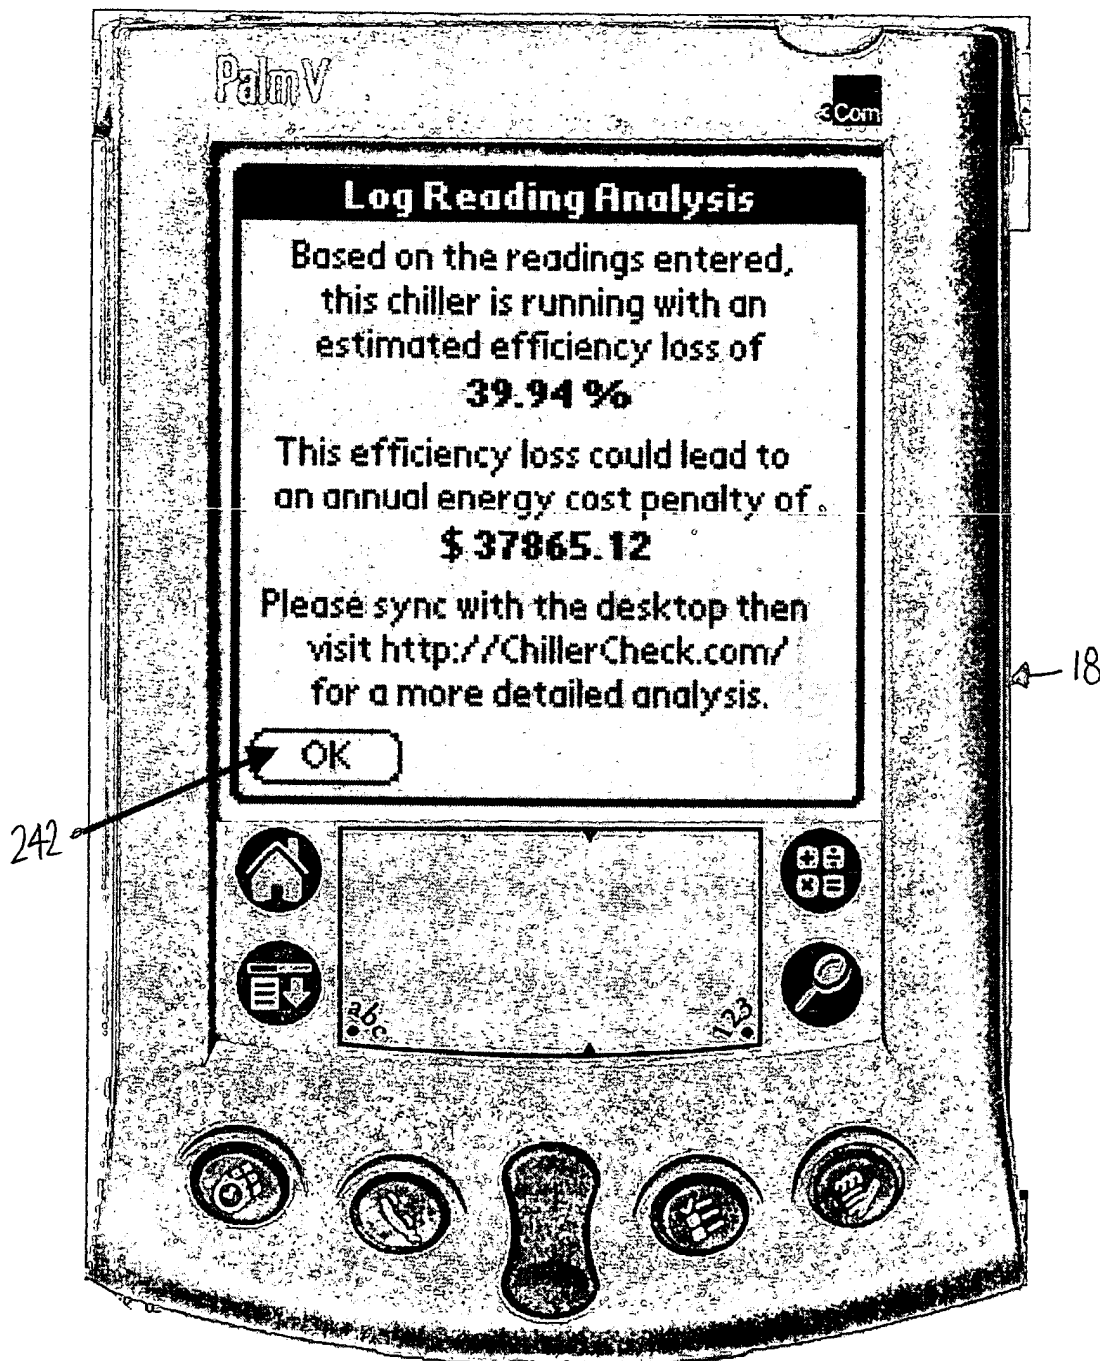 Palm V
3Com
Log Reading Analysis
Based on the readings entered,
this chiller is running with an
estimated efficiency loss of
39.94 %
This efficiency loss could lead to
an annual energy cost penalty of
$ 37865.12
Please sync with the desktop then
visit http://ChillerCheck.com/
for a more detailed analysis.
18
OK
242
abc
123